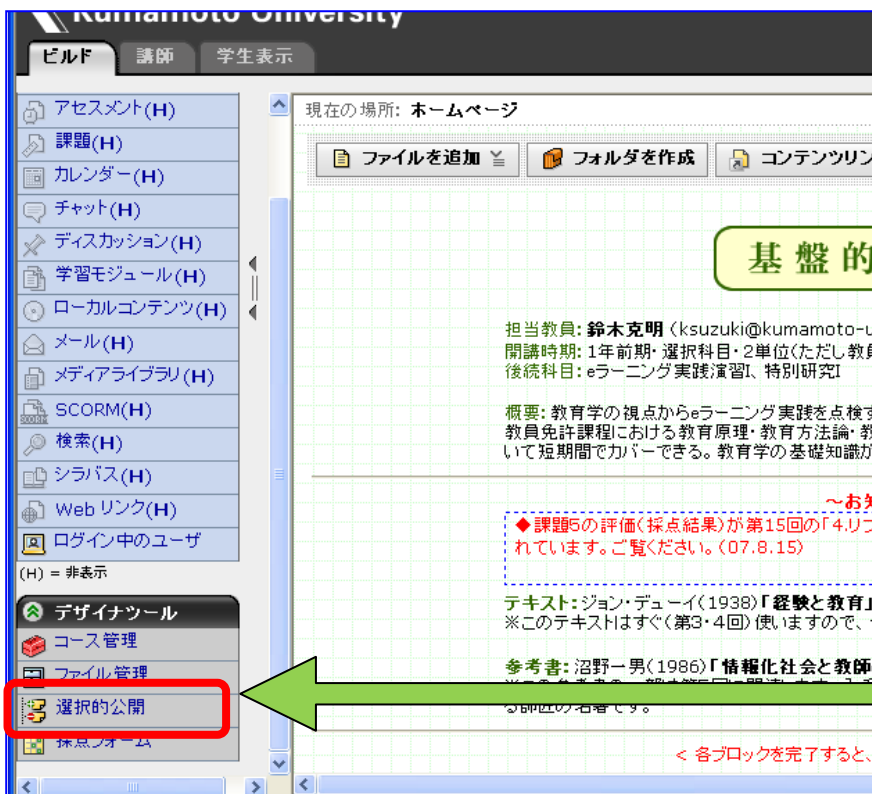 Kumamoto University
ビルド 講師 学生表示
アセスメント(H)
課題(H)
カレンダー(H)
チャット(H)
ディスカッション(H)
学習モジュール(H)
ローカルコンテンツ(H)
メール(H)
メディアライブラリ(H)
SCORM(H)
検索(H)
シラバス(H)
Web リンク(H)
ログイン中のユーザ
(H) = 非表示
デザイナツール
コース管理
ファイル管理
選択的公開
採点フォーム
現在の場所: ホームページ
ファイルを追加 フォルダを作成 コンテンツリン
基盤的
担当教員: 鈴木克明 (ksuzuki@kumamoto-u
開講時期: 1年前期・選択科目・2単位(ただし教員
後続科目: eラーニング実践演習I、特別研究I
概要: 教育学の視点からeラーニング実践を点検す
教員免許課程における教育原理・教育方法論・教
いて短期間でカバーできる。教育学の基礎知識が
～お知
◆課題5の評価(採点結果)が第15回の「4.リフ
れています。ご覧ください。(07.8.15)
テキスト: ジョン・デューイ(1938)「経験と教育」
※このテキストはすぐ(第3・4回)使いますので、
参考書: 沼野一男(1986)「情報化社会と教師
る師匠の名著です。
< 各ブロックを完了すると、